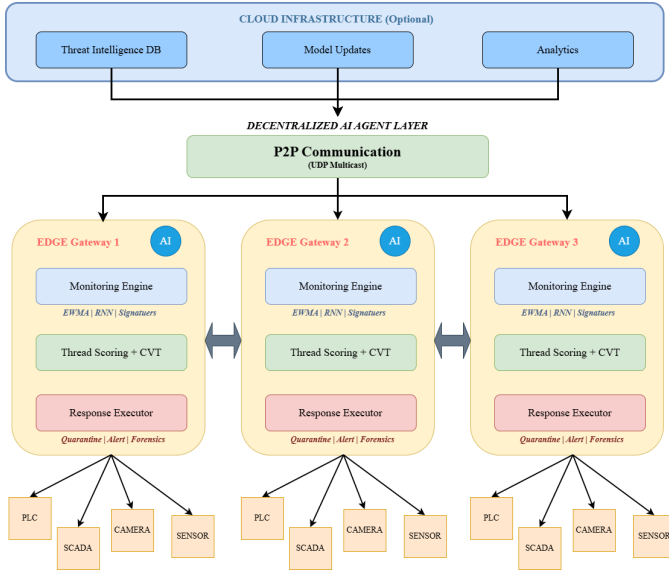 CLOUD INFRASTRUCTURE (Optional)
Threat Intelligence DB
Model Updates
Analytics
DECENTRALIZED AI AGENT LAYER
P2P Communication
(UDP Multicast)
EDGE Gateway 1
AI
Monitoring Engine
EWMA | RNN | Signatuers
Thread Scoring + CVT
Response Executor
Quarantine | Alert | Forensics
EDGE Gateway 2
AI
Monitoring Engine
EWMA | RNN | Signatuers
Thread Scoring + CVT
Response Executor
Quarantine | Alert | Forensics
EDGE Gateway 3
AI
Monitoring Engine
EWMA | RNN | Signatuers
Thread Scoring + CVT
Response Executor
Quarantine | Alert | Forensics
PLC
SCADA
CAMERA
SENSOR
PLC
SCADA
CAMERA
SENSOR
PLC
SCADA
CAMERA
SENSOR